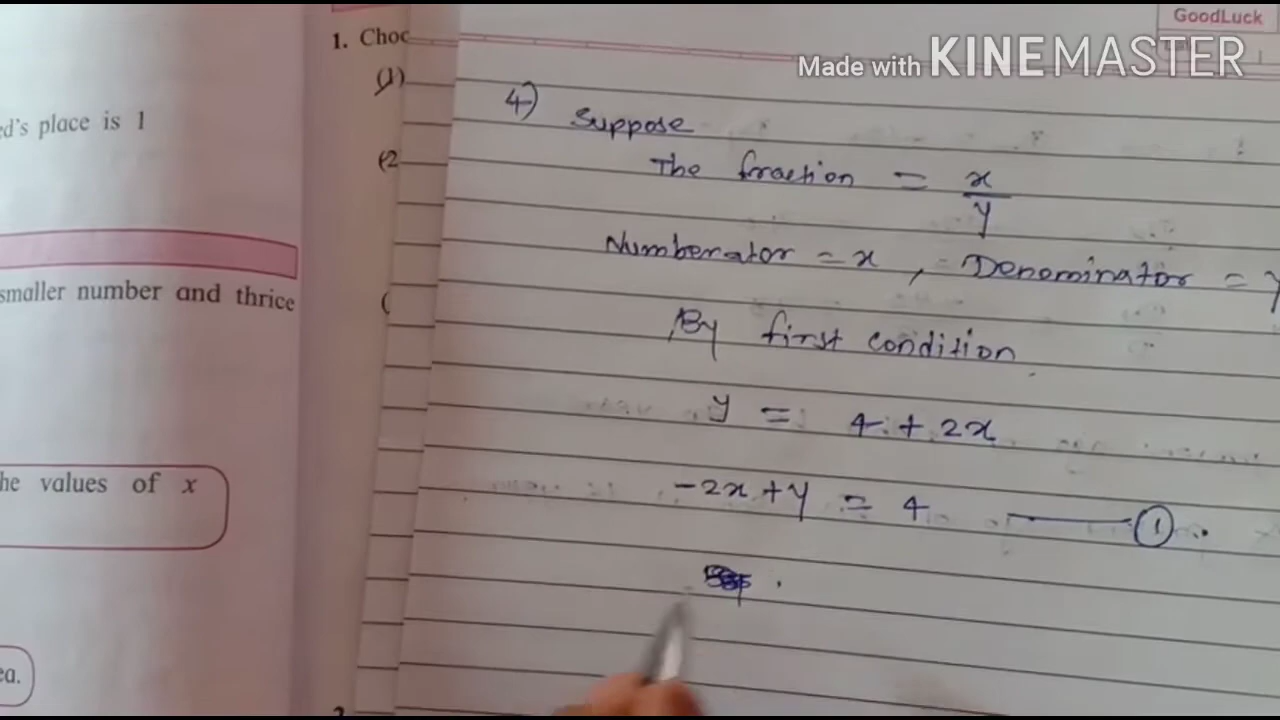 GoodLuck
Made with KINEMASTER
ed's place is 1
smaller number and thrice
he values of x
ea.
1. Choc
(1)
(2
4) Suppose
The fraction = x/y
Numberator = x , Denominator = y
By first condition
y = 4 + 2x
-2x + y = 4 ——— ①